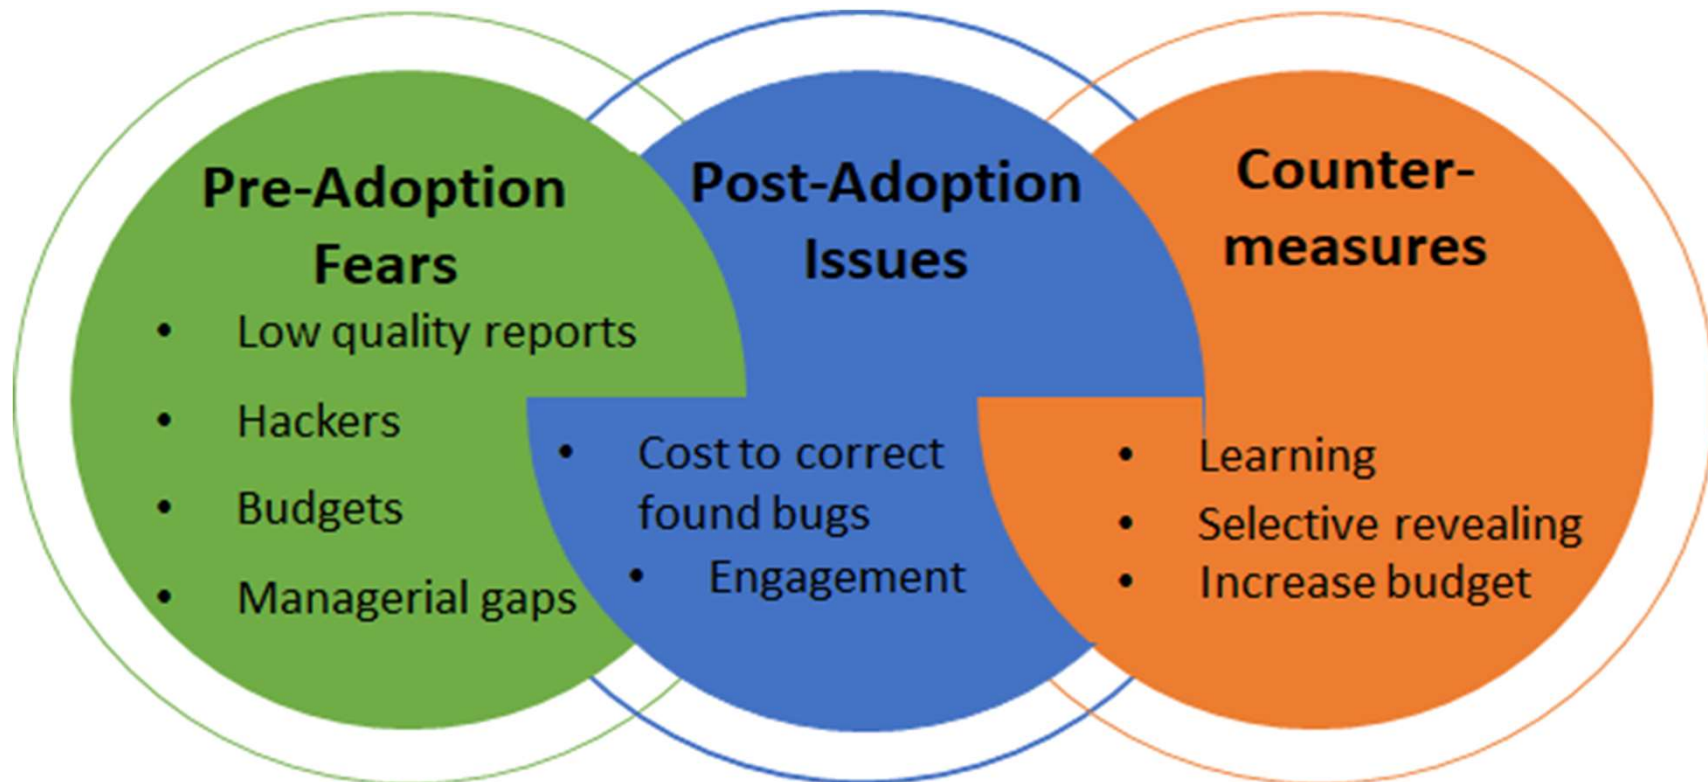 Pre-Adoption
Fears
• Low quality reports
• Hackers
• Budgets
• Managerial gaps
Post-Adoption
Issues
• Cost to correct
found bugs
• Engagement
Counter-
measures
• Learning
• Selective revealing
• Increase budget